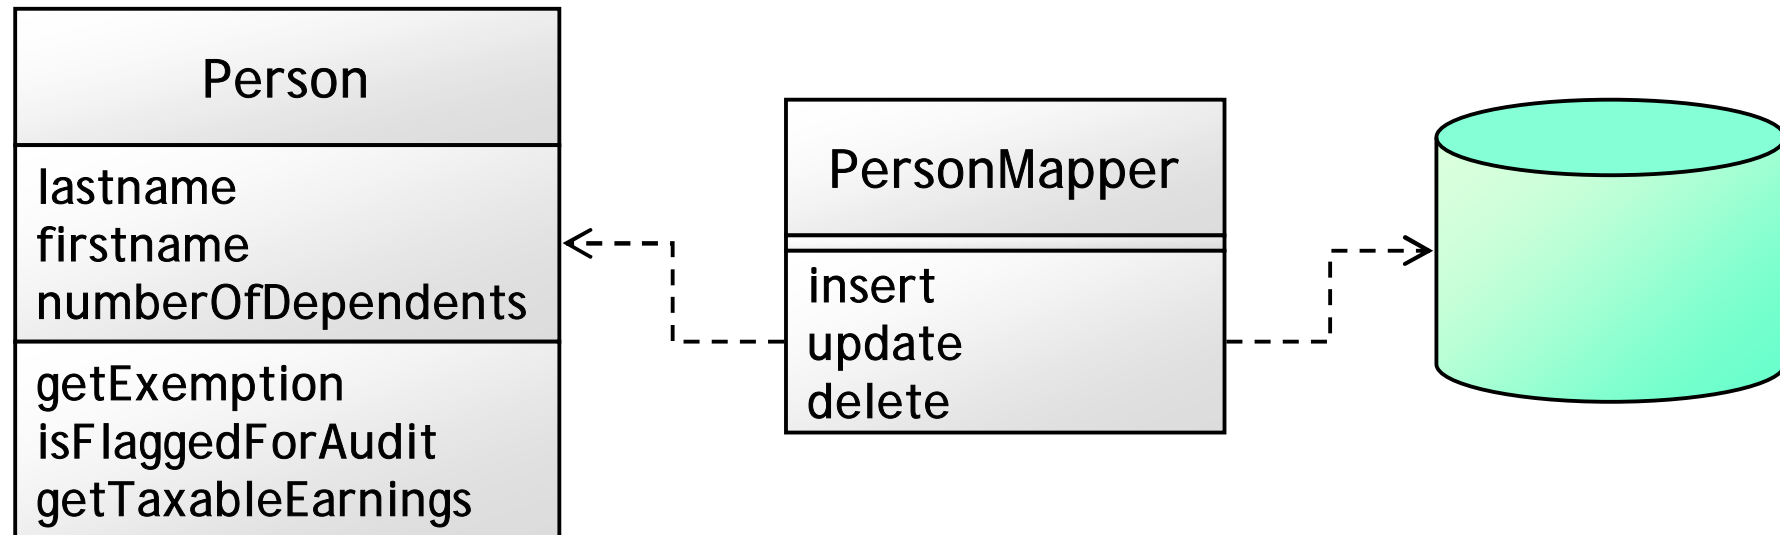 Person
lastname
firstname
numberOfDependents
getExemption
isFlaggedForAudit
getTaxableEarnings
PersonMapper
insert
update
delete